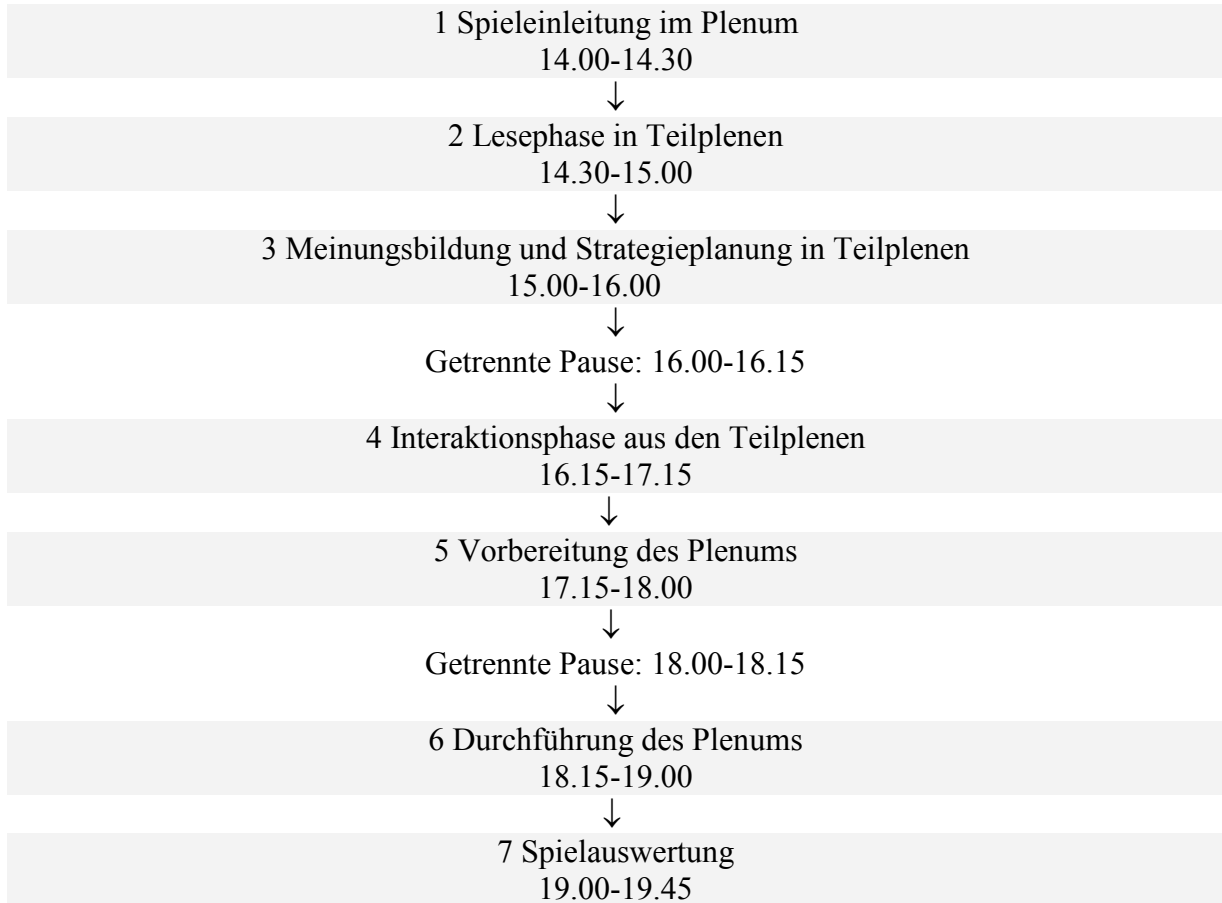 1 Spieleinleitung im Plenum
14.00-14.30
↓
2 Lesephase in Teilplenen
14.30-15.00
↓
3 Meinungsbildung und Strategieplanung in Teilplenen
15.00-16.00
↓
Getrennte Pause: 16.00-16.15
↓
4 Interaktionsphase aus den Teilplenen
16.15-17.15
↓
5 Vorbereitung des Plenums
17.15-18.00
↓
Getrennte Pause: 18.00-18.15
↓
6 Durchführung des Plenums
18.15-19.00
↓
7 Spielauswertung
19.00-19.45